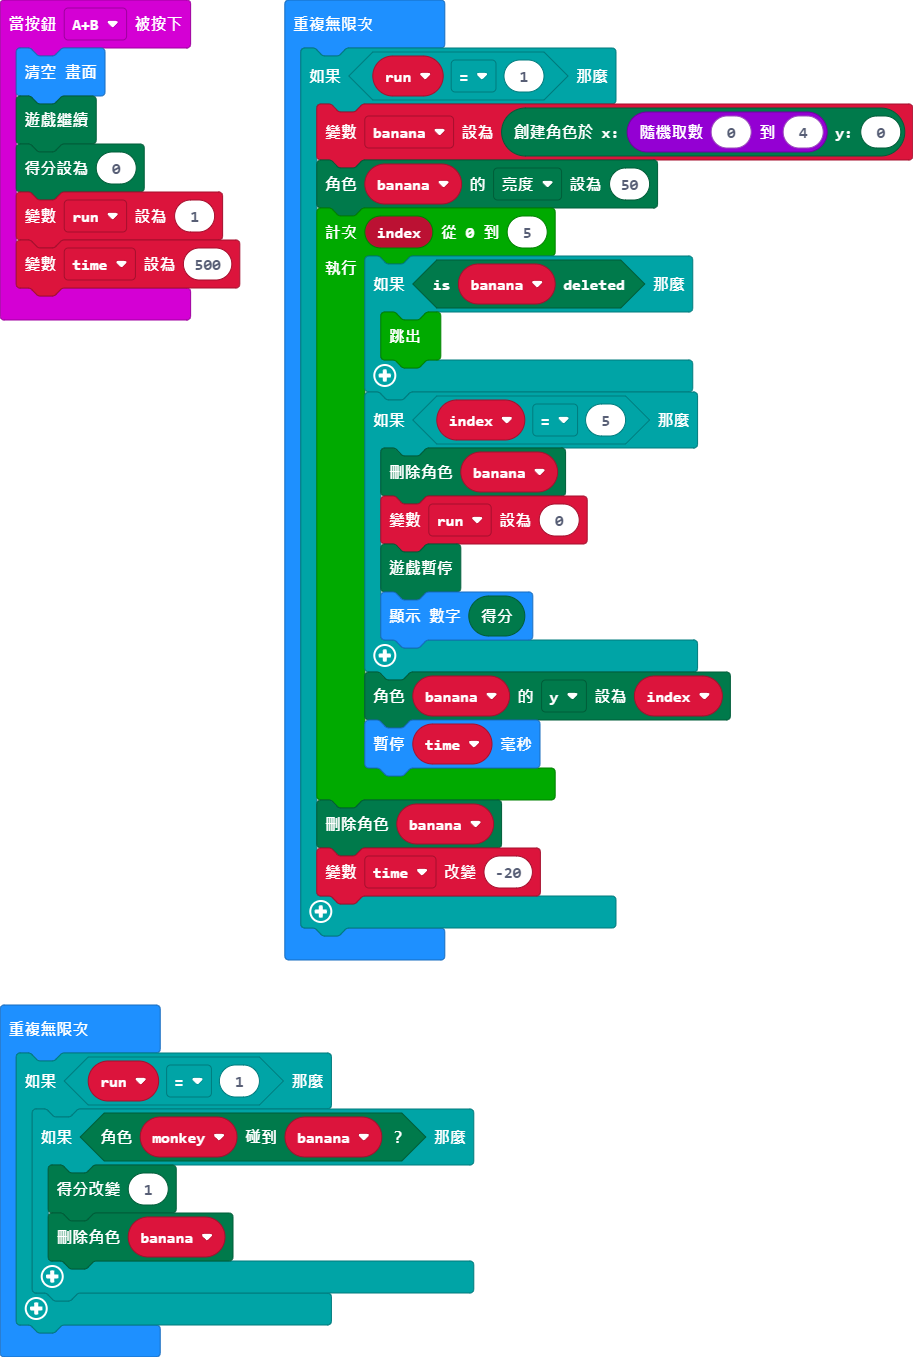 當按鈕 A+B 被按下
清空 畫面
遊戲繼續
得分設為 0
變數 run 設為 1
變數 time 設為 500
重複無限次
如果 run = 1 那麼
變數 banana 設為 創建角色於 x: 隨機取數 0 到 4 y: 0
角色 banana 的 亮度 設為 50
計次 index 從 0 到 5
執行
如果 is banana deleted 那麼
跳出
如果 index = 5 那麼
刪除角色 banana
變數 run 設為 0
遊戲暫停
顯示 數字 得分
角色 banana 的 y 設為 index
暫停 time 毫秒
刪除角色 banana
變數 time 改變 -20
重複無限次
如果 run = 1 那麼
如果 角色 monkey 碰到 banana ? 那麼
得分改變 1
刪除角色 banana